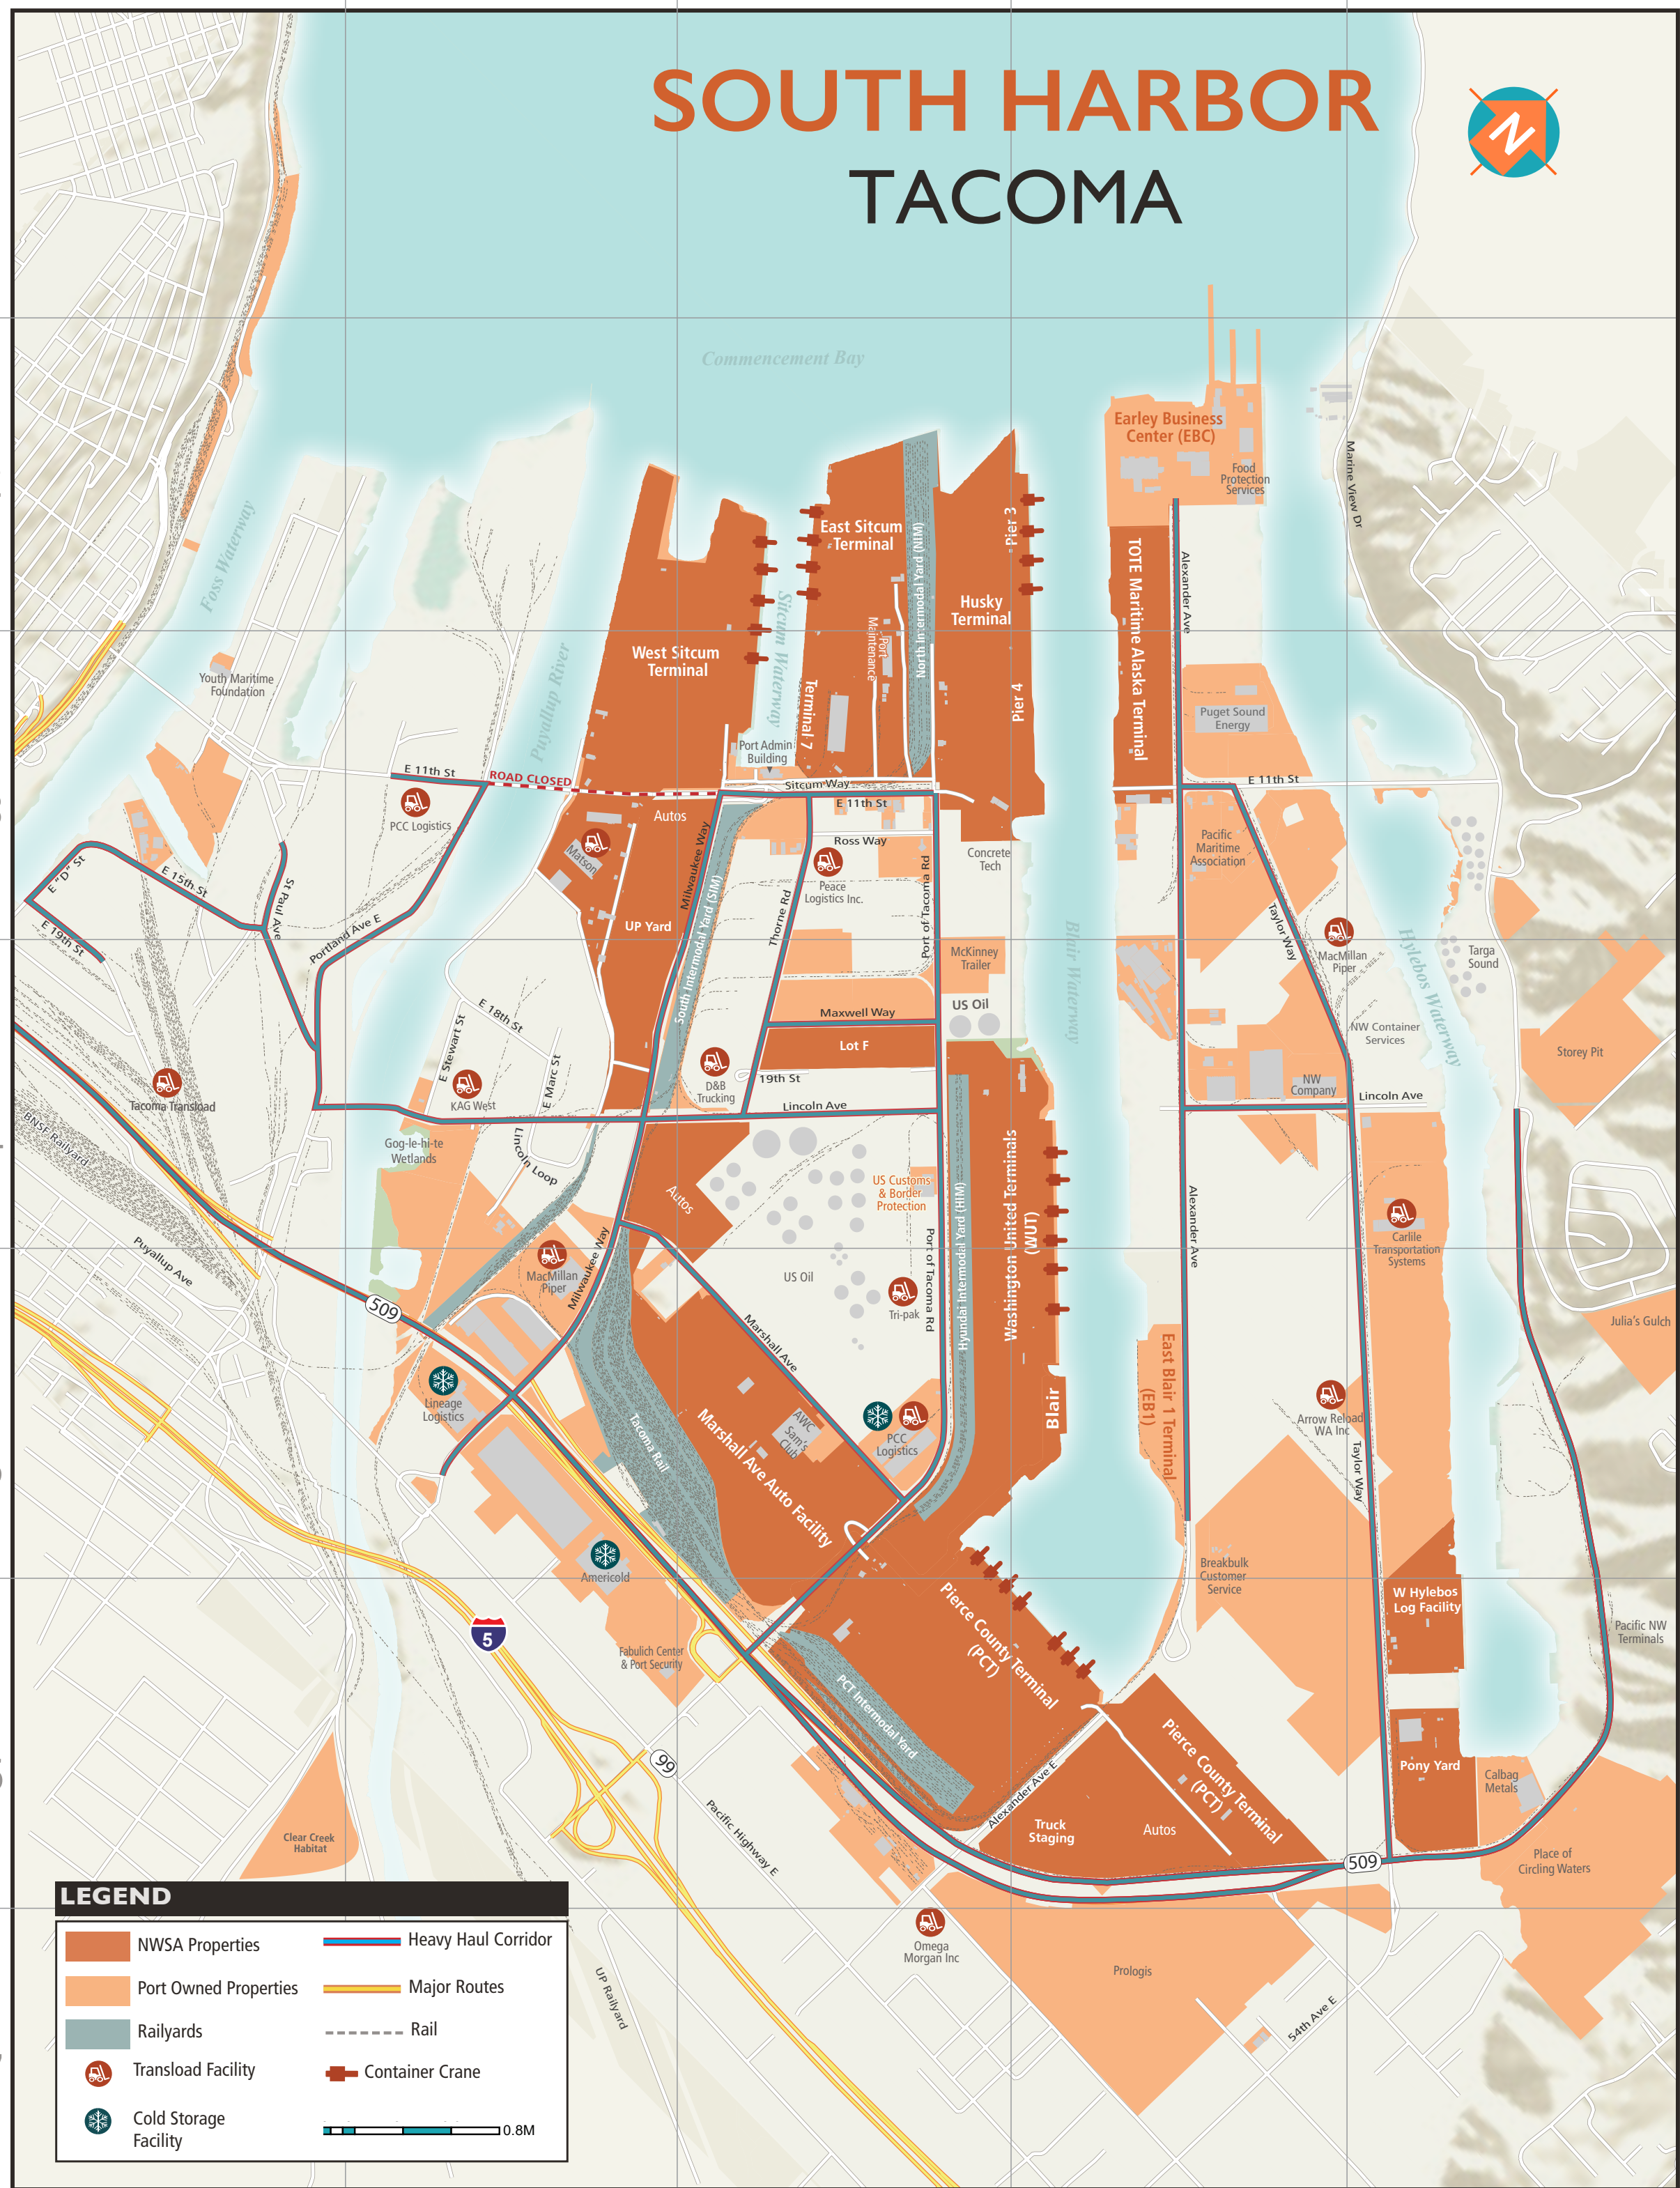 SOUTH HARBOR
TACOMA
N
Commencement Bay
Earley Business
Center (EBC)
Food
Protection
Services
Marine View Dr
Foss Waterway
East Sitcum
Terminal
North Intermodal Yard (NIM)
Pier 3
Husky
Terminal
TOTE Maritime Alaska Terminal
Alexander Ave
Sitcum Waterway
Port
Maintenance
West Sitcum
Terminal
Youth Maritime
Foundation
Puyallup River
Terminal 7
Pier 4
Puget Sound
Energy
Port Admin
Building
E 11th St
ROAD CLOSED
Sitcum Way
E 11th St
E 11th St
PCC Logistics
Autos
Ross Way
Matson
Milwaukee Way
Concrete
Tech
Pacific
Maritime
Association
E "D" St
E 15th St
St Paul Ave
Peace
Logistics Inc.
Port of Tacoma Rd
E 19th St
Portland Ave E
UP Yard
South Intermodal Yard (SIM)
Thorne Rd
McKinney
Trailer
Blair Waterway
Taylor Way
MacMillan
Piper
Hylebos Waterway
Targa
Sound
E 18th St
E Stewart St
Maxwell Way
US Oil
NW Container
Services
Lot F
Storey Pit
Tacoma Transload
KAG West
E Marc St
D&B
Trucking
19th St
Lincoln Ave
NW
Company
Lincoln Ave
BNSF Railyard
Gog-le-hi-te
Wetlands
Lincoln Loop
Autos
US Customs
& Border
Protection
Hyundai Intermodal Yard (HIM)
Washington United Terminals
(WUT)
Alexander Ave
Carlile
Transportation
Systems
Puyallup Ave
MacMillan
Piper
Milwaukee Way
US Oil
Tri-pak
Port of Tacoma Rd
509
Marshall Ave
Julia's Gulch
East Blair 1 Terminal
(EB1)
Lineage
Logistics
Blair
Arrow Reload
WA Inc
Tacoma Rail
Marshall Ave Auto Facility
AWC
Sam's
Club
PCC
Logistics
Taylor Way
Americold
Breakbulk
Customer
Service
W Hylebos
Log Facility
5
Fabulich Center
& Port Security
Pierce County Terminal
(PCT)
Pacific NW
Terminals
PCT Intermodal Yard
99
Pierce County Terminal
(PCT)
Pony Yard
Calbag
Metals
Alexander Ave E
Pacific Highway E
Truck
Staging
Autos
Clear Creek
Habitat
509
Place of
Circling Waters
Omega
Morgan Inc
Prologis
UP Railyard
54th Ave E
LEGEND
NWSA Properties
Heavy Haul Corridor
Port Owned Properties
Major Routes
Railyards
Rail
Transload Facility
Container Crane
Cold Storage
Facility
0.8M